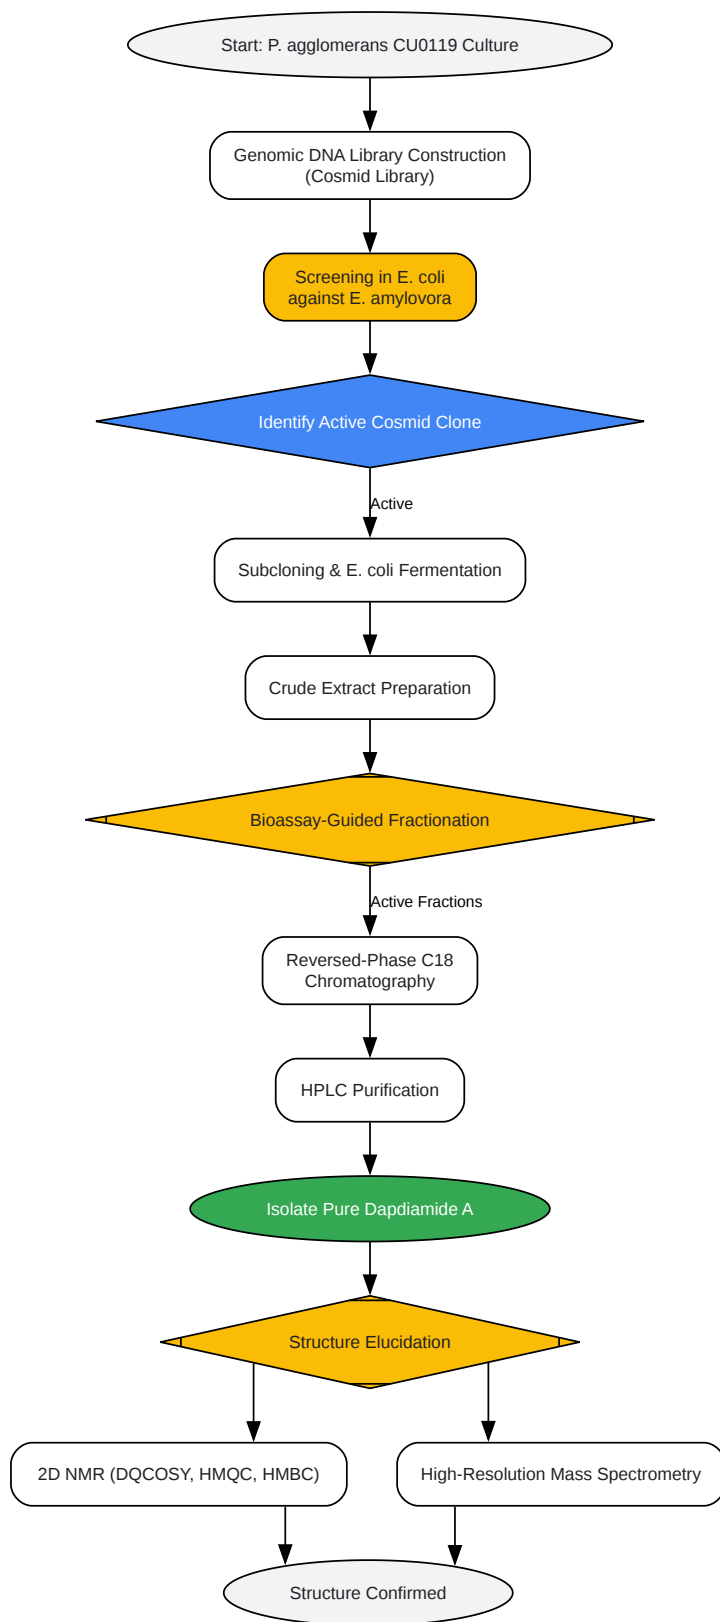 Start: P. agglomerans CU0119 Culture
Genomic DNA Library Construction
(Cosmid Library)
Screening in E. coli
against E. amylovora
Identify Active Cosmid Clone
Active
Subcloning & E. coli Fermentation
Crude Extract Preparation
Bioassay-Guided Fractionation
Active Fractions
Reversed-Phase C18
Chromatography
HPLC Purification
Isolate Pure Dapdiamide A
Structure Elucidation
2D NMR (DQCOSY, HMQC, HMBC)
High-Resolution Mass Spectrometry
Structure Confirmed